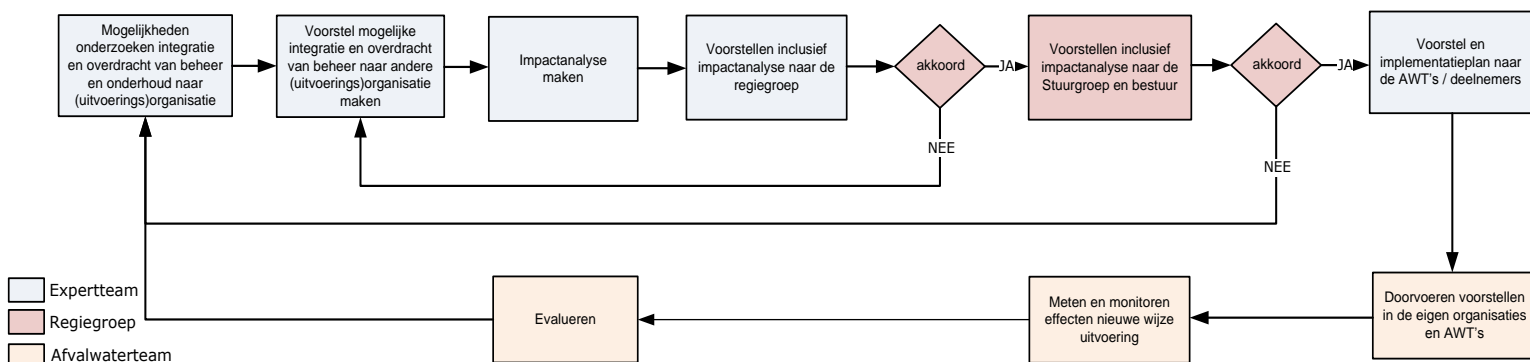 Mogelijkheden
onderzoeken integratie
en overdracht van beheer
en onderhoud naar
(uitvoerings)organisatie
Voorstel mogelijke
integratie en overdracht
van beheer naar andere
(uitvoerings)organisatie
maken
Impactanalyse
maken
Voorstellen inclusief
impactanalyse naar de
regiegroep
akkoord
JA
NEE
Voorstellen inclusief
impactanalyse naar de
Stuurgroep en bestuur
akkoord
JA
NEE
Voorstel en
implementatieplan naar
de AWT's / deelnemers
Doorvoeren voorstellen
in de eigen organisaties
en AWT's
Meten en monitoren
effecten nieuwe wijze
uitvoering
Evalueren
Expertteam
Regiegroep
Afvalwaterteam